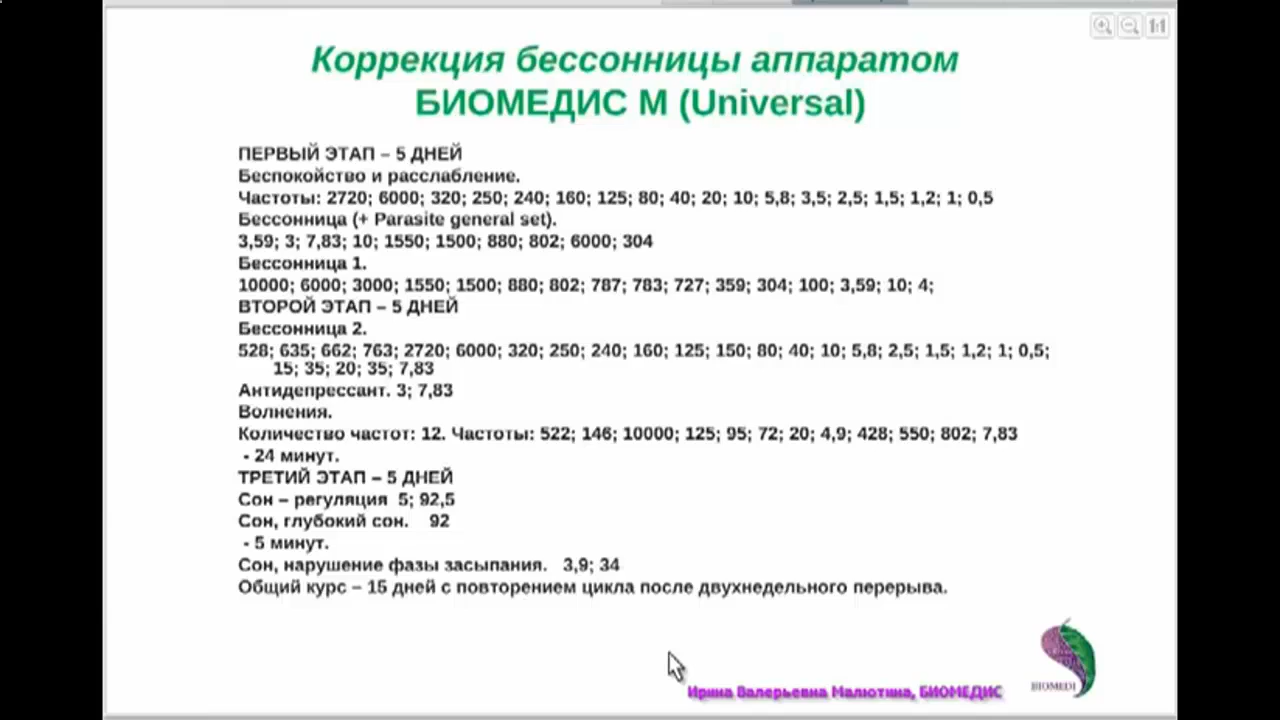 Коррекция бессонницы аппаратом
БИОМЕДИС М (Universal)
ПЕРВЫЙ ЭТАП – 5 ДНЕЙ
Беспокойство и расслабление.
Частоты: 2720; 6000; 320; 250; 240; 160; 125; 80; 40; 20; 10; 5,8; 3,5; 2,5; 1,5; 1,2; 1; 0,5
Бессонница (+ Parasite general set).
3,59; 3; 7,83; 10; 1550; 1500; 880; 802; 6000; 304
Бессонница 1.
10000; 6000; 3000; 1550; 1500; 880; 802; 787; 783; 727; 359; 304; 100; 3,59; 10; 4;
ВТОРОЙ ЭТАП – 5 ДНЕЙ
Бессонница 2.
528; 635; 662; 763; 2720; 6000; 320; 250; 240; 160; 125; 150; 80; 40; 10; 5,8; 2,5; 1,5; 1,2; 1; 0,5;
15; 35; 20; 35; 7,83
Антидепрессант. 3; 7,83
Волнения.
Количество частот: 12. Частоты: 522; 146; 10000; 125; 95; 72; 20; 4,9; 428; 550; 802; 7,83
- 24 минут.
ТРЕТИЙ ЭТАП – 5 ДНЕЙ
Сон – регуляция 5; 92,5
Сон, глубокий сон. 92
- 5 минут.
Сон, нарушение фазы засыпания. 3,9; 34
Общий курс – 15 дней с повторением цикла после двухнедельного перерыва.
BIOMEDI
Ирина Валерьевна Малютина, БИОМЕДИС
1:1